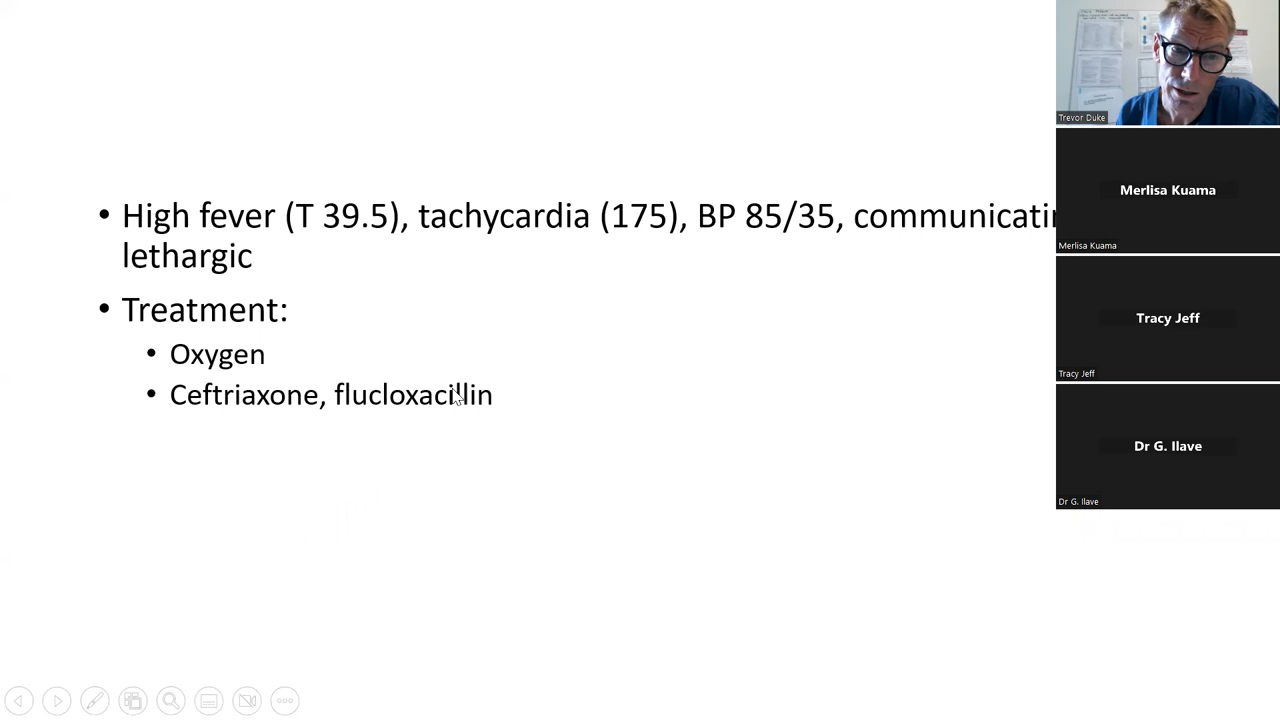 • High fever (T 39.5), tachycardia (175), BP 85/35,
lethargic
• Treatment:
• Oxygen
• Ceftriaxone, flucloxacillin
Trevor Duke
Merlisa Kuama
Merlisa Kuama
Tracy Jeff
Tracy Jeff
Dr G. Ilave
Dr G. Ilave